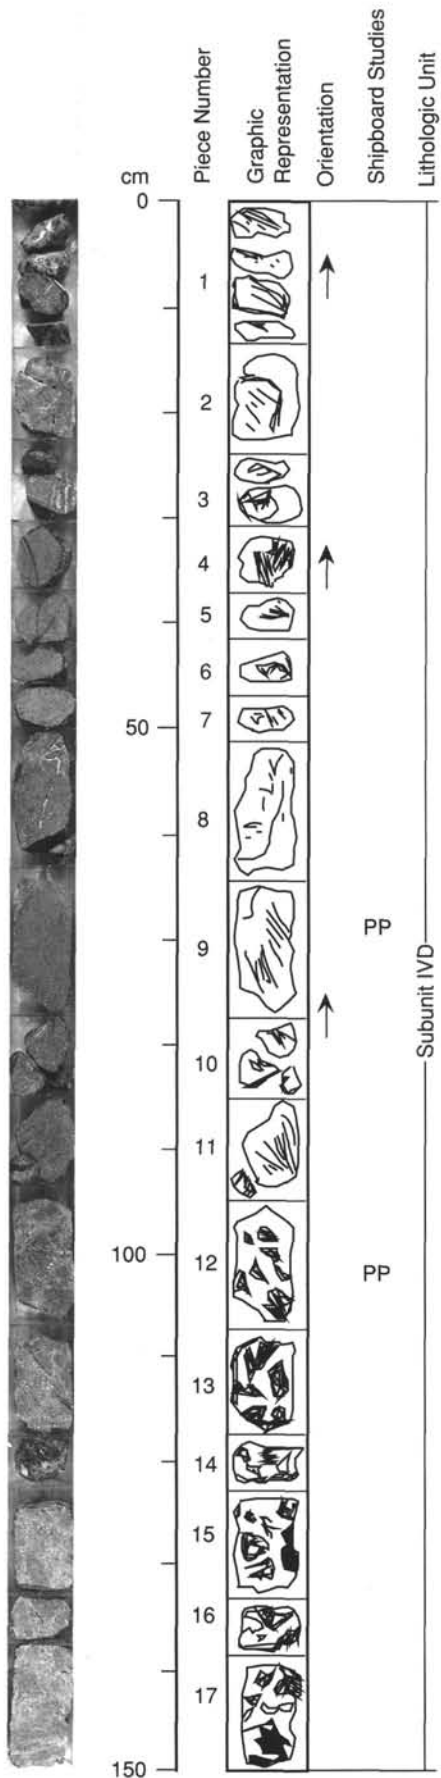 cm
Piece Number
Graphic
Representation
Orientation
Shipboard Studies
Lithologic Unit
0
1
2
3
4
5
6
7
50
8
9
PP
Subunit IVD
10
11
100
12
PP
13
14
15
16
17
150